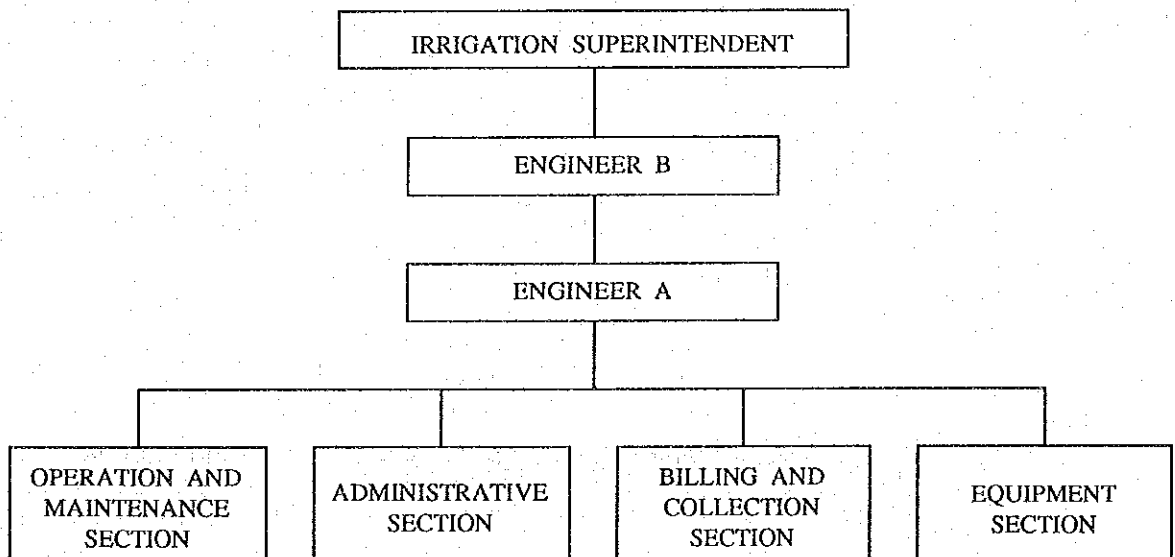 IRRIGATION SUPERINTENDENT
ENGINEER B
ENGINEER A
OPERATION AND
MAINTENANCE
SECTION
ADMINISTRATIVE
SECTION
BILLING AND
COLLECTION
SECTION
EQUIPMENT
SECTION